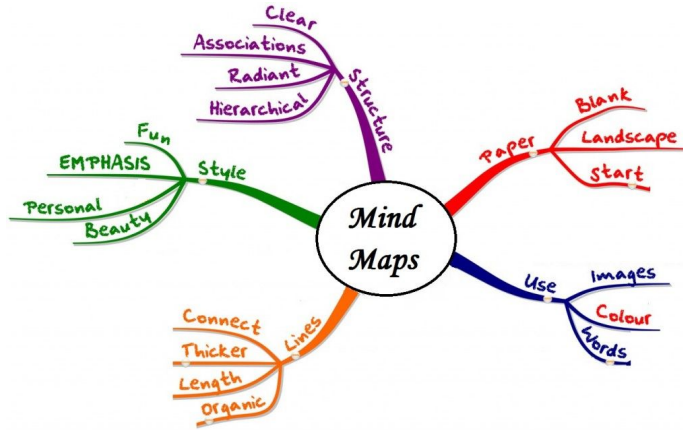 Mind
Maps
Structure
Clear
Associations
Radiant
Hierarchical
Paper
Blank
Landscape
Start
Use
Images
Colour
Words
Lines
Connect
Thicker
Length
Organic
Style
Fun
EMPHASIS
Personal
Beauty